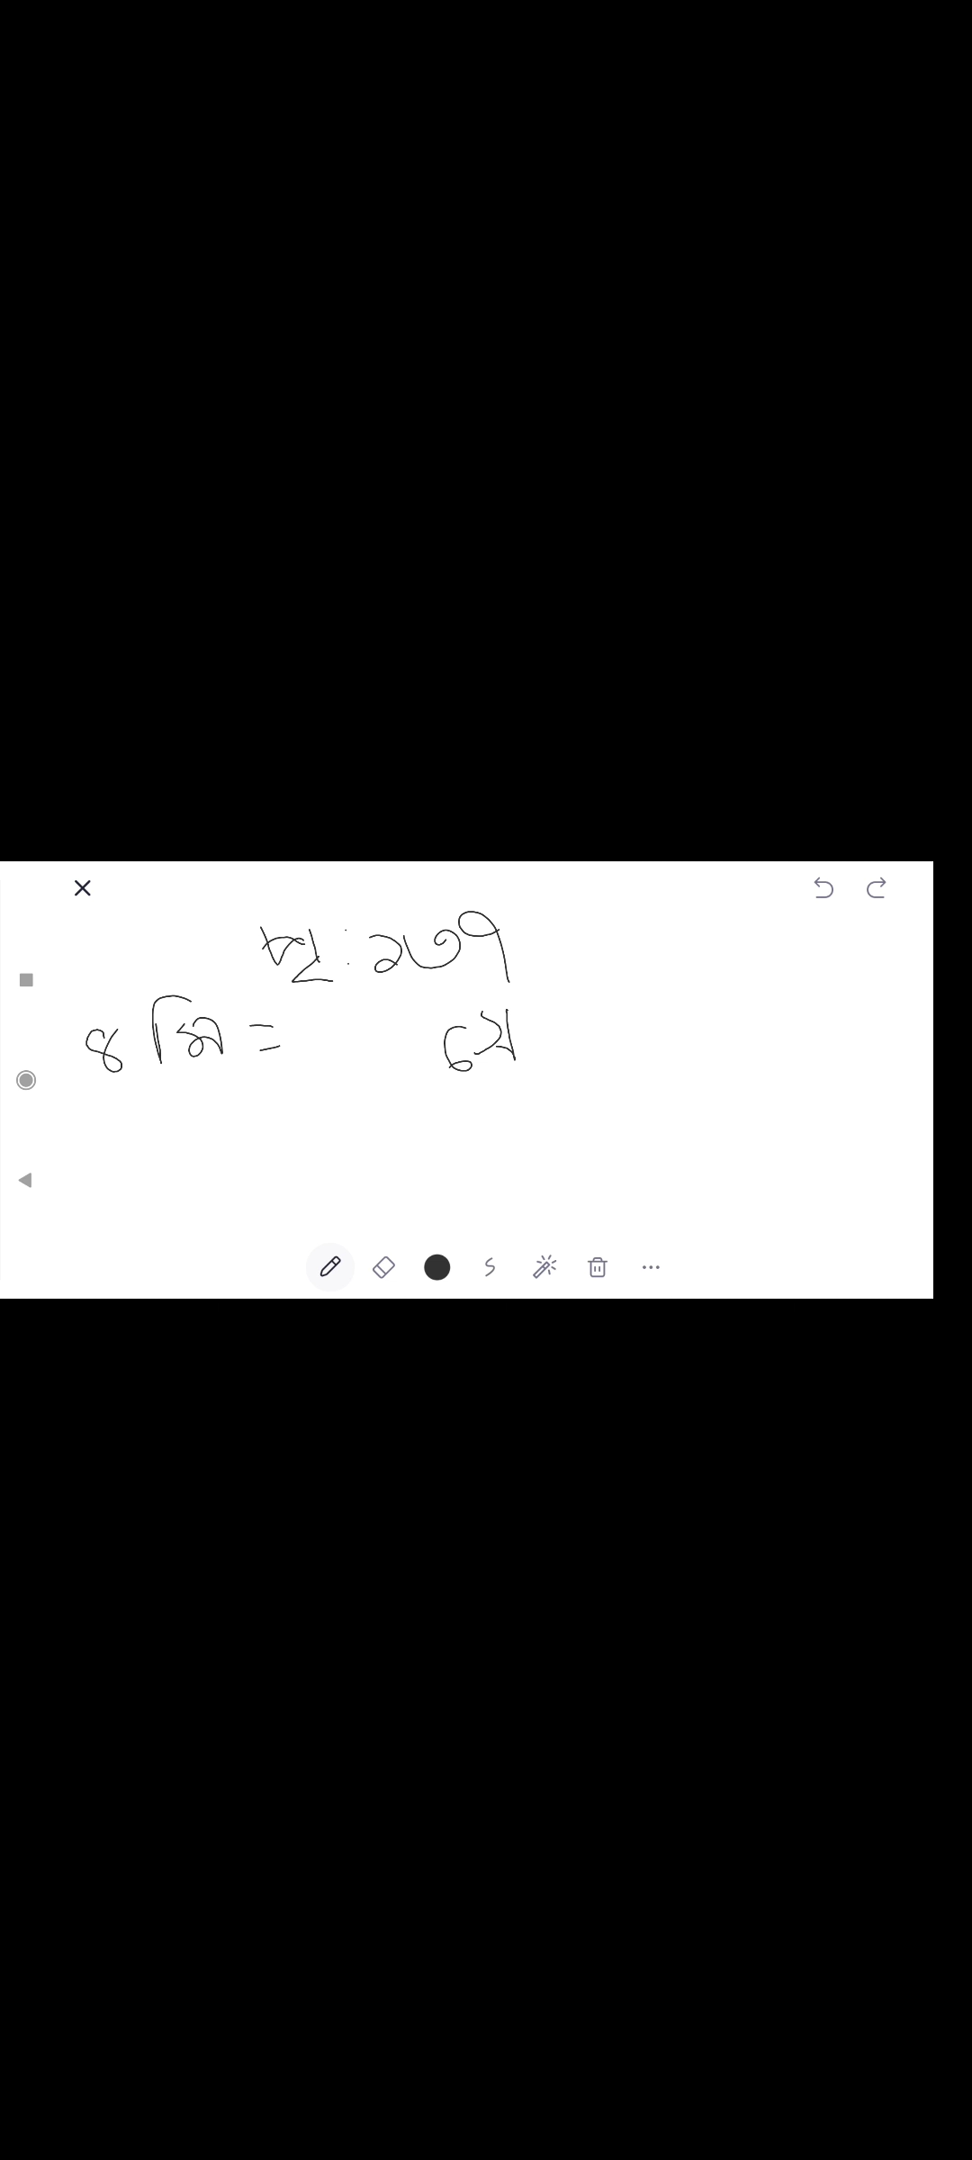 পৃ: ২৩৭
৪ মি = সে